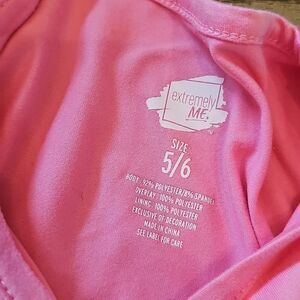 extremely
ME.
SIZE
5/6
BODY: 92% POLYESTER/8% SPANDEX
OVERLAY: 100% POLYESTER
LINING: 100% POLYESTER
EXCLUSIVE OF DECORATION
MADE IN CHINA
SEE LABEL FOR CARE